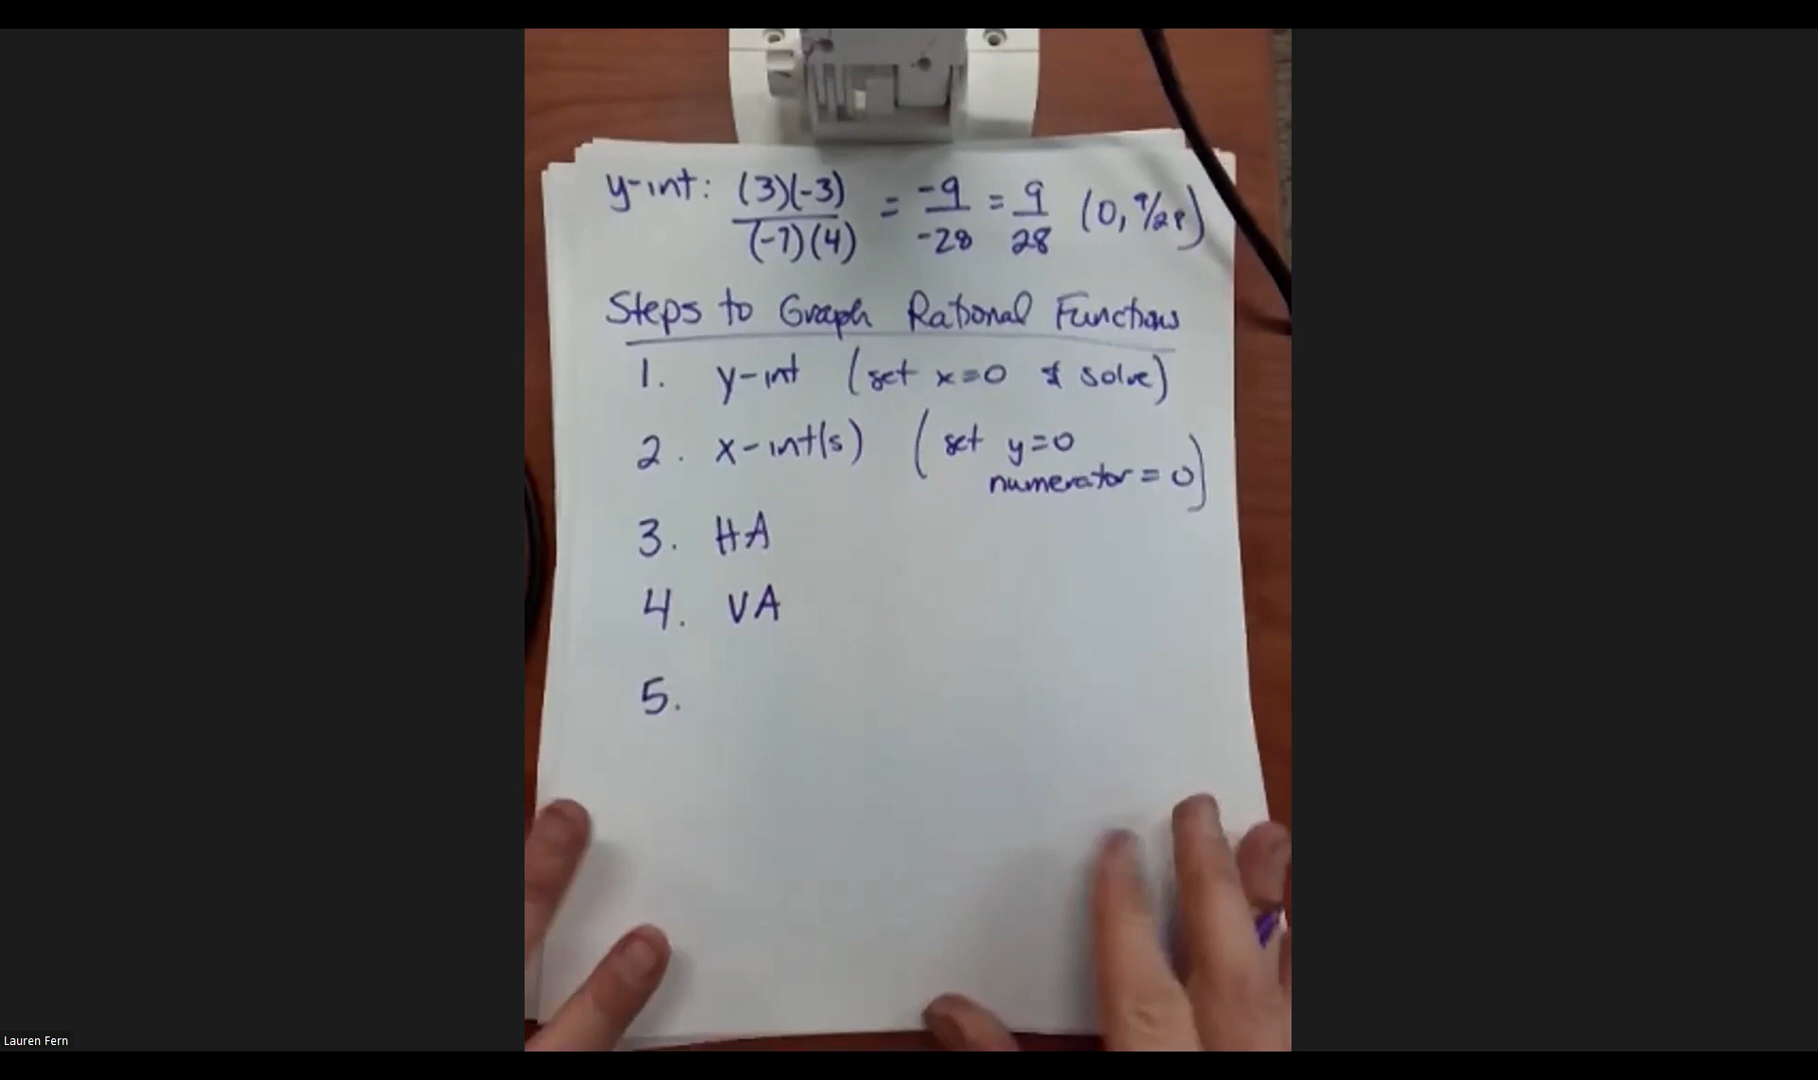 y-int: (3)(-3) / (-7)(4) = -9/-28 = 9/28 (0, 9/28)
Steps to Graph Rational Functions
1. y-int (set x=0 & solve)
2. x-int(s) (set y=0
numerator = 0)
3. HA
4. VA
5.
Lauren Fern